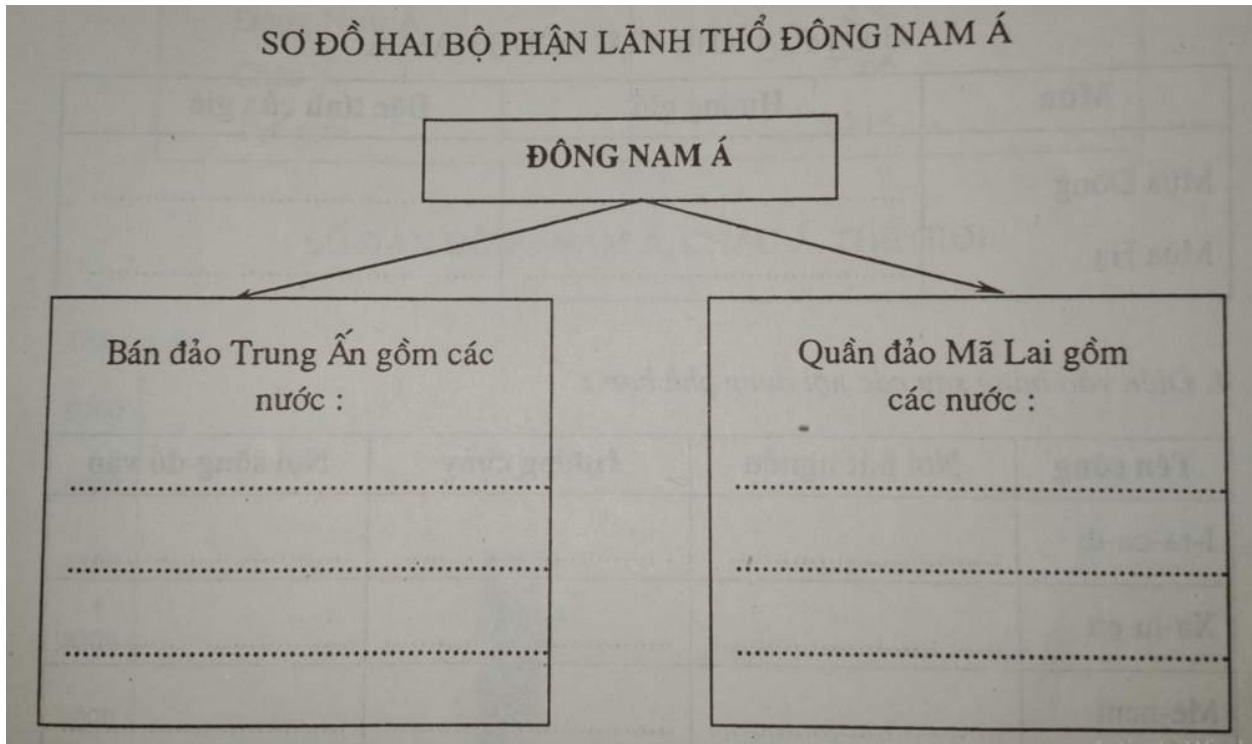 SƠ ĐỒ HAI BỘ PHẬN LÃNH THỔ ĐÔNG NAM Á
ĐÔNG NAM Á
Bán đảo Trung Ấn gồm các
nước :
Quần đảo Mã Lai gồm
các nước :